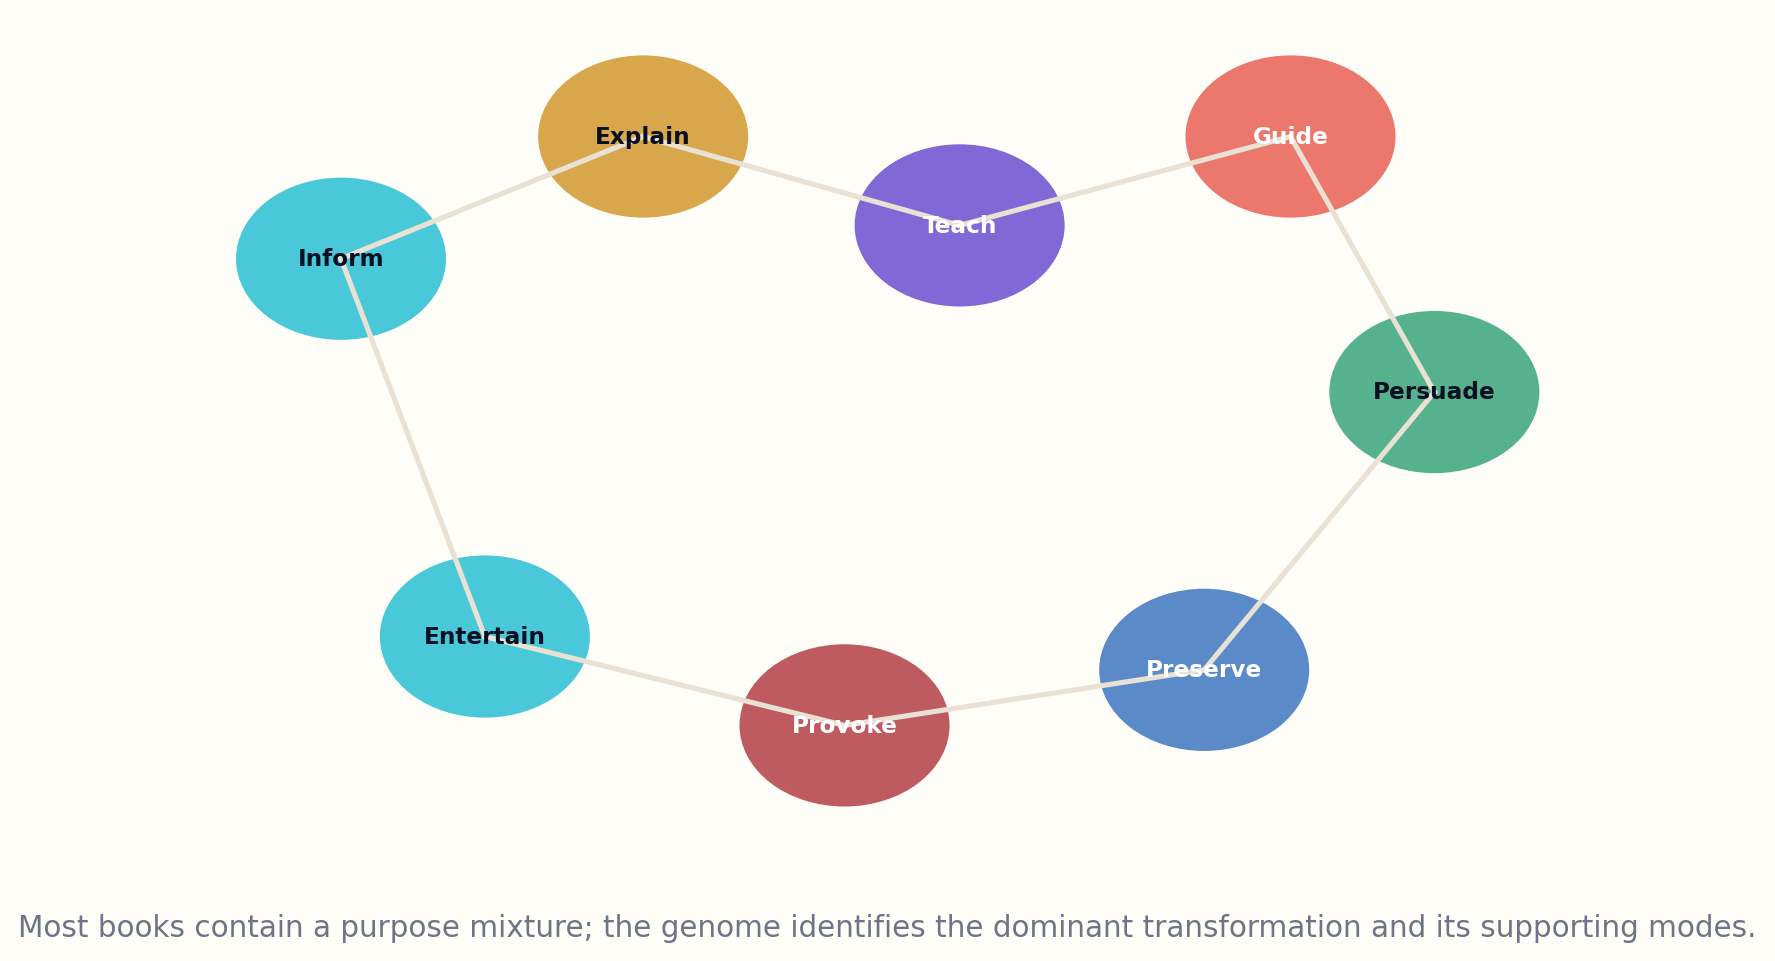 Explain
Guide
Teach
Inform
Persuade
Entertain
Preserve
Provoke
Most books contain a purpose mixture; the genome identifies the dominant transformation and its supporting modes.